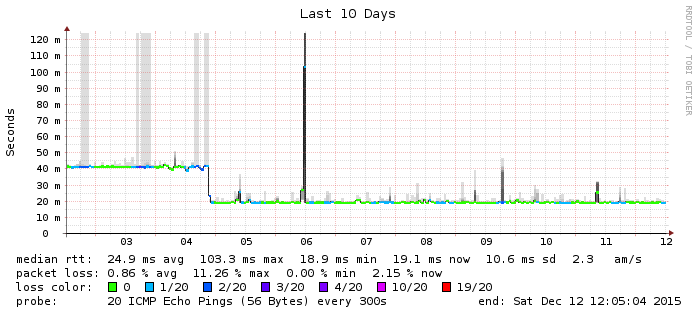 Last 10 Days
RRDTOOL / TOBI OETIKER
Seconds
120 m
110 m
100 m
90 m
80 m
70 m
60 m
50 m
40 m
30 m
20 m
10 m
0
03 04 05 06 07 08 09 10 11 12
median rtt: 24.9 ms avg 103.3 ms max 18.9 ms min 19.1 ms now 10.6 ms sd 2.3 am/s
packet loss: 0.86 % avg 11.26 % max 0.00 % min 2.15 % now
loss color: 0 1/20 2/20 3/20 4/20 10/20 19/20
probe: 20 ICMP Echo Pings (56 Bytes) every 300s end: Sat Dec 12 12:05:04 2015